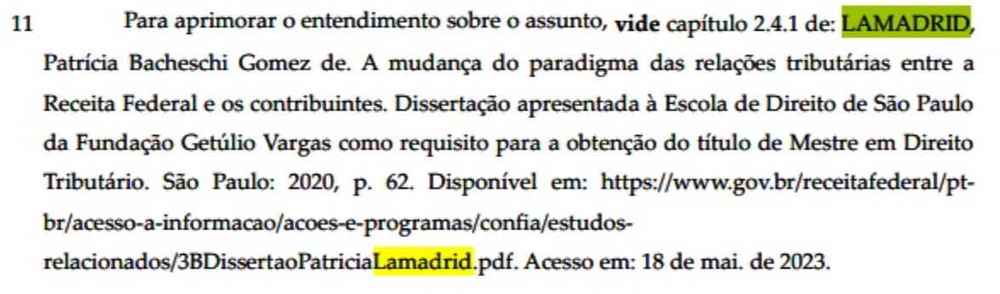 11 Para aprimorar o entendimento sobre o assunto, vide capítulo 2.4.1 de: LAMADRID,
Patrícia Bacheschi Gomez de. A mudança do paradigma das relações tributárias entre a
Receita Federal e os contribuintes. Dissertação apresentada à Escola de Direito de São Paulo
da Fundação Getúlio Vargas como requisito para a obtenção do título de Mestre em Direito
Tributário. São Paulo: 2020, p. 62. Disponível em: https://www.gov.br/receitafederal/pt-
br/acesso-a-informacao/acoes-e-programas/confia/estudos-
relacionados/3BDissertaoPatriciaLamadrid.pdf. Acesso em: 18 de mai. de 2023.